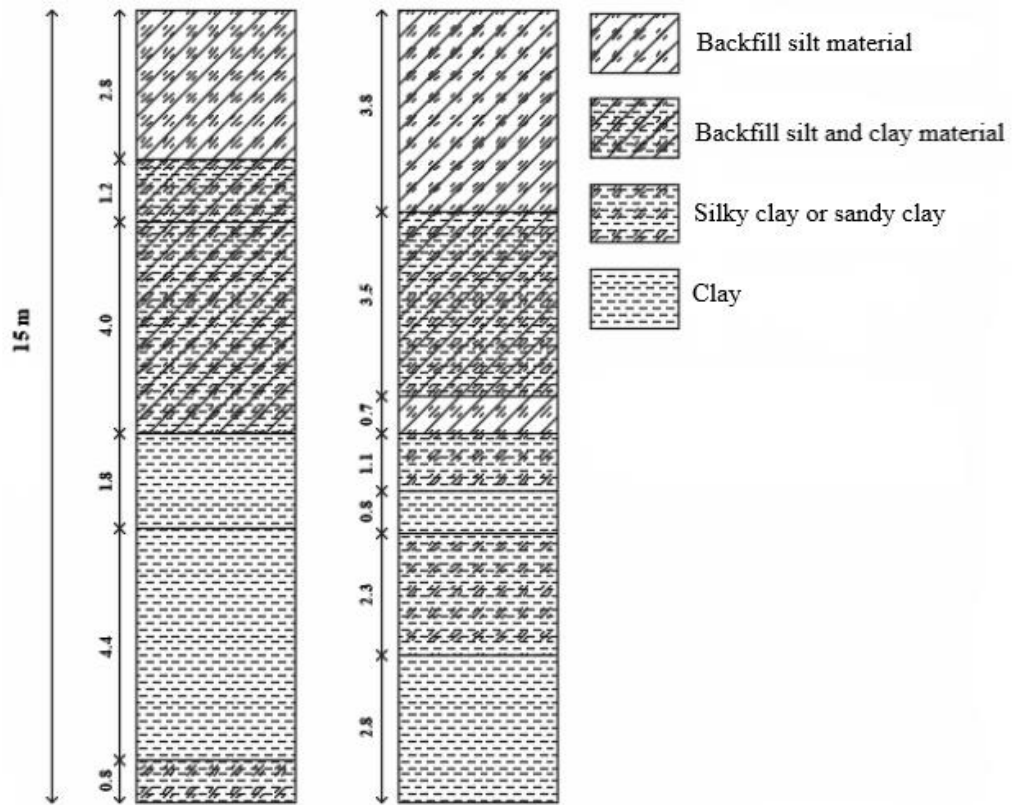 15 m
2.8
1.2
4.0
1.8
4.4
0.8
3.8
3.5
0.7
1.1
0.8
2.3
2.8
Backfill silt material
Backfill silt and clay material
Silky clay or sandy clay
Clay